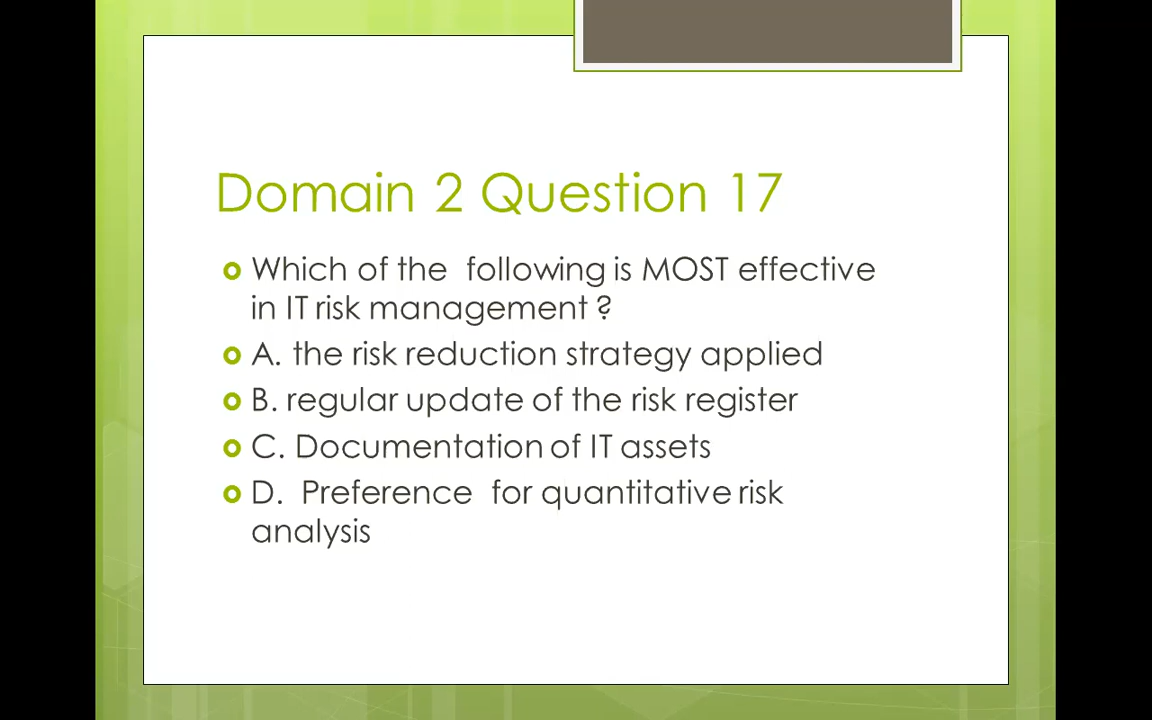 Domain 2 Question 17
Which of the  following is MOST effective
in IT risk management ?
A. the risk reduction strategy applied
B. regular update of the risk register
C. Documentation of IT assets
D.  Preference  for quantitative risk
analysis